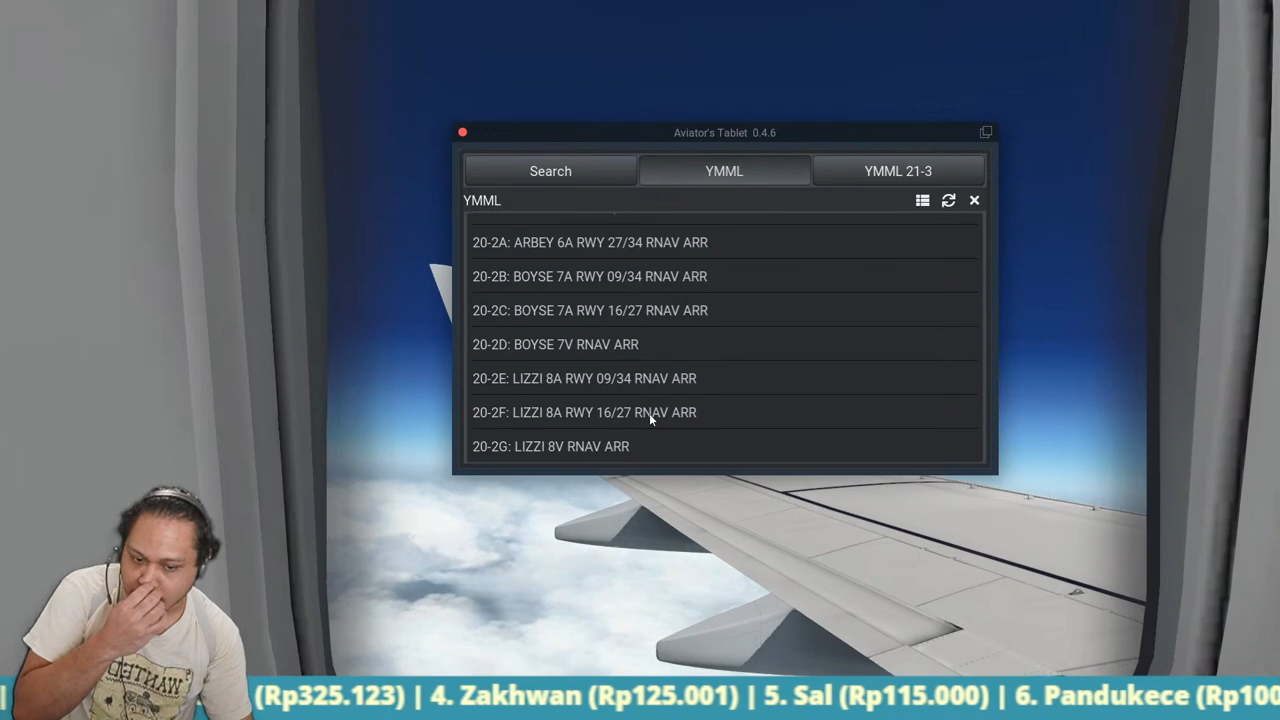 Aviator's Tablet 0.4.6
Search
YMML
YMML 21-3
YMML
20-2A: ARBEY 6A RWY 27/34 RNAV ARR
20-2B: BOYSE 7A RWY 09/34 RNAV ARR
20-2C: BOYSE 7A RWY 16/27 RNAV ARR
20-2D: BOYSE 7V RNAV ARR
20-2E: LIZZI 8A RWY 09/34 RNAV ARR
20-2F: LIZZI 8A RWY 16/27 RNAV ARR
20-2G: LIZZI 8V RNAV ARR
WANTED
(Rp325.123) | 4. Zakhwan (Rp125.001) | 5. Sal (Rp115.000) | 6. Pandukece (Rp100